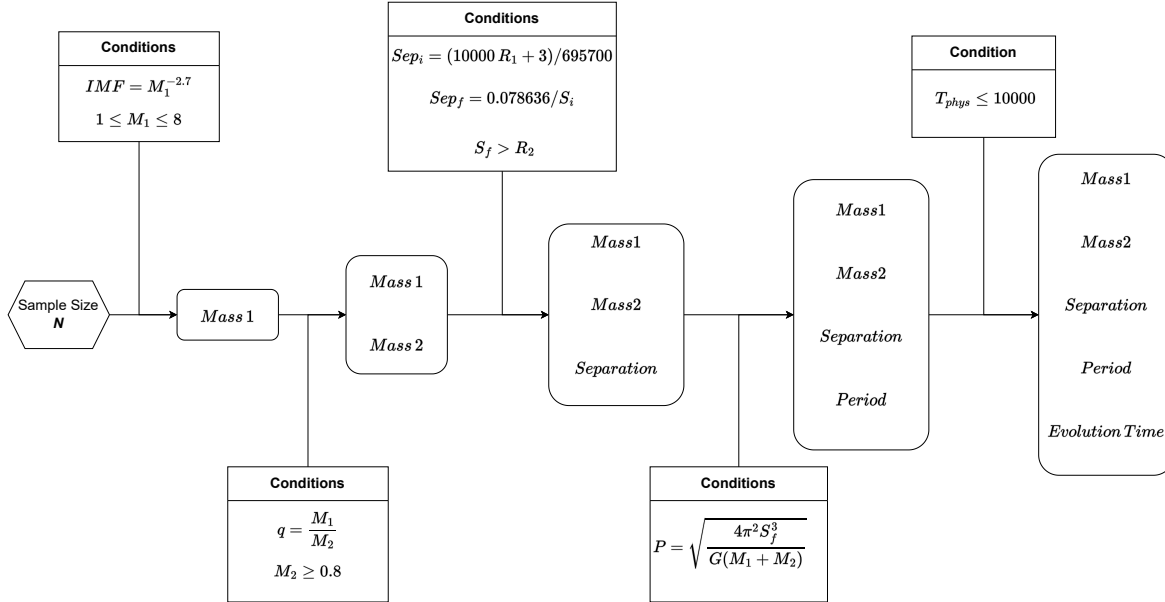 Conditions
IMF = M_1^{-2.7}
1 ≤ M_1 ≤ 8
Conditions
Sep_i = (10000 R_1 + 3)/695700
Sep_f = 0.078636/S_i
S_f > R_2
Condition
T_{phys} ≤ 10000
Sample Size
N
Mass 1
Mass 1
Mass 2
Mass1
Mass2
Separation
Mass1
Mass2
Separation
Period
Mass1
Mass2
Separation
Period
Evolution Time
Conditions
q = \frac{M_1}{M_2}
M_2 ≥ 0.8
Conditions
P = \sqrt{\frac{4π^2 S_f^3}{G(M_1 + M_2)}}